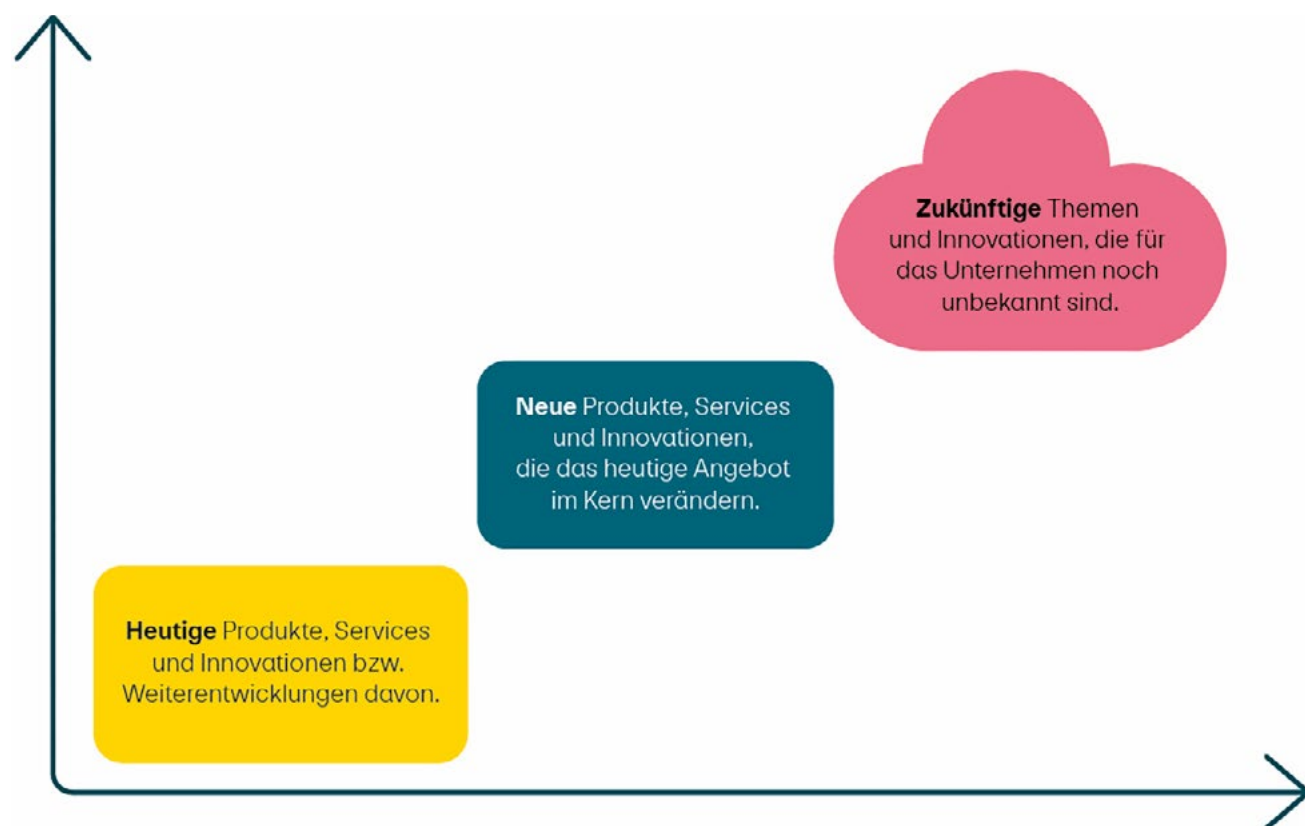 Zukünftige Themen
und Innovationen, die für
das Unternehmen noch
unbekannt sind.
Neue Produkte, Services
und Innovationen,
die das heutige Angebot
im Kern verändern.
Heutige Produkte, Services
und Innovationen bzw.
Weiterentwicklungen davon.